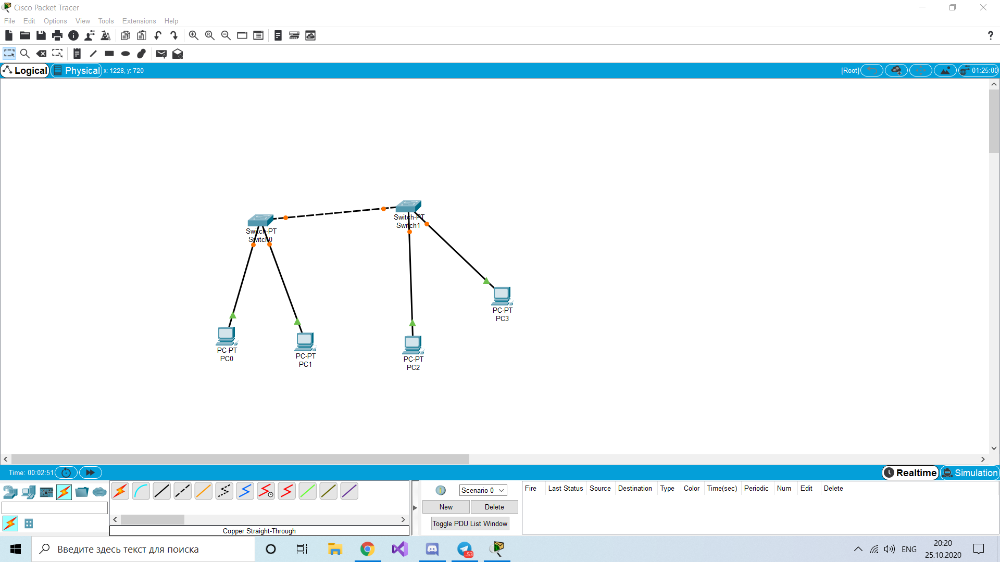 Cisco Packet Tracer
File Edit Options View Tools Extensions Help
?
Logical Physical x: 1228, y: 720 [Root] 01:25:00
Switch-PT
Switch1
Switch-PT
Switch0
PC-PT
PC3
PC-PT
PC0
PC-PT
PC1
PC-PT
PC2
Time: 00:02:51 Realtime Simulation
Scenario 0
New Delete
Toggle PDU List Window
Fire Last Status Source Destination Type Color Time(sec) Periodic Num Edit Delete
Copper Straight-Through
Введите здесь текст для поиска
..53
ENG
20:20
25.10.2020